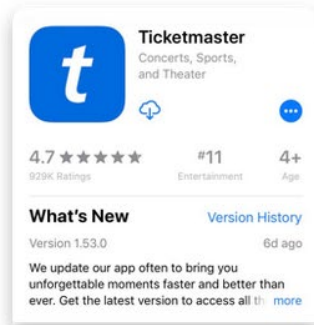 t
Ticketmaster
Concerts, Sports,
and Theater
4.7 ★★★★★
#11
4+
929K Ratings
Entertainment
Age
What's New
Version History
Version 1.53.0
6d ago
We update our app often to bring you
unforgettable moments faster and better than
ever. Get the latest version to access all th more